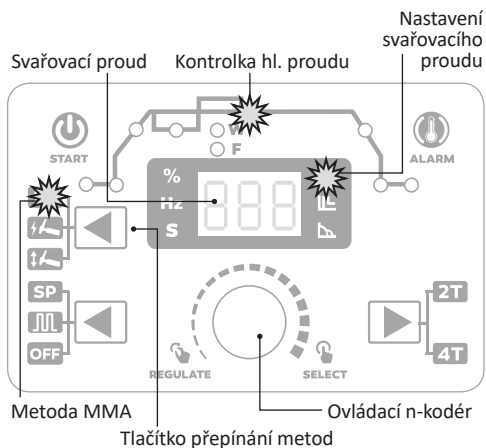 Nastavení
svařovacího
proudu
Svařovací proud
Kontrolka hl. proudu
START
F
ALARM
%
Hz
S
888
SP
OFF
2T
4T
REGULATE
SELECT
Metoda MMA
Ovládací n-kodér
Tlačítko přepínání metod